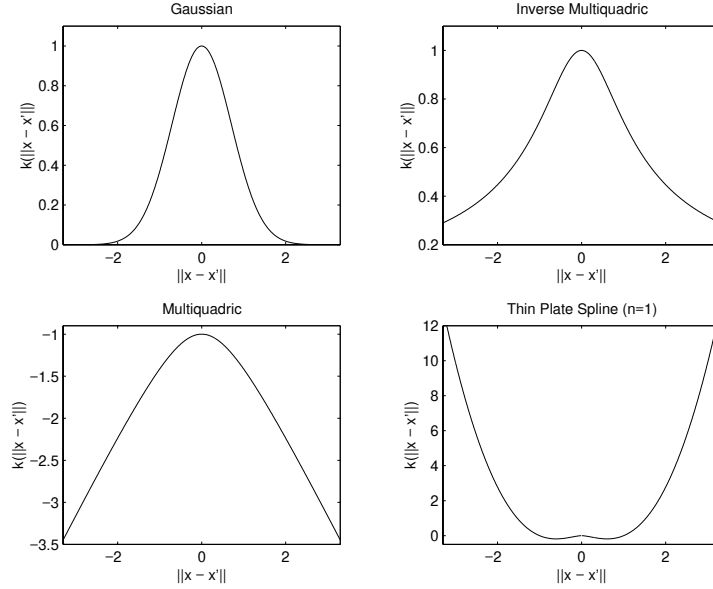 Gaussian
1
0.8
0.6
0.4
0.2
0
k(||x − x'||)
−2 0 2
||x − x'||
Inverse Multiquadric
1
0.8
0.6
0.4
0.2
k(||x − x'||)
−2 0 2
||x − x'||
Multiquadric
−1
−1.5
−2
−2.5
−3
−3.5
k(||x − x'||)
−2 0 2
||x − x'||
Thin Plate Spline (n=1)
12
10
8
6
4
2
0
k(||x − x'||)
−2 0 2
||x − x'||